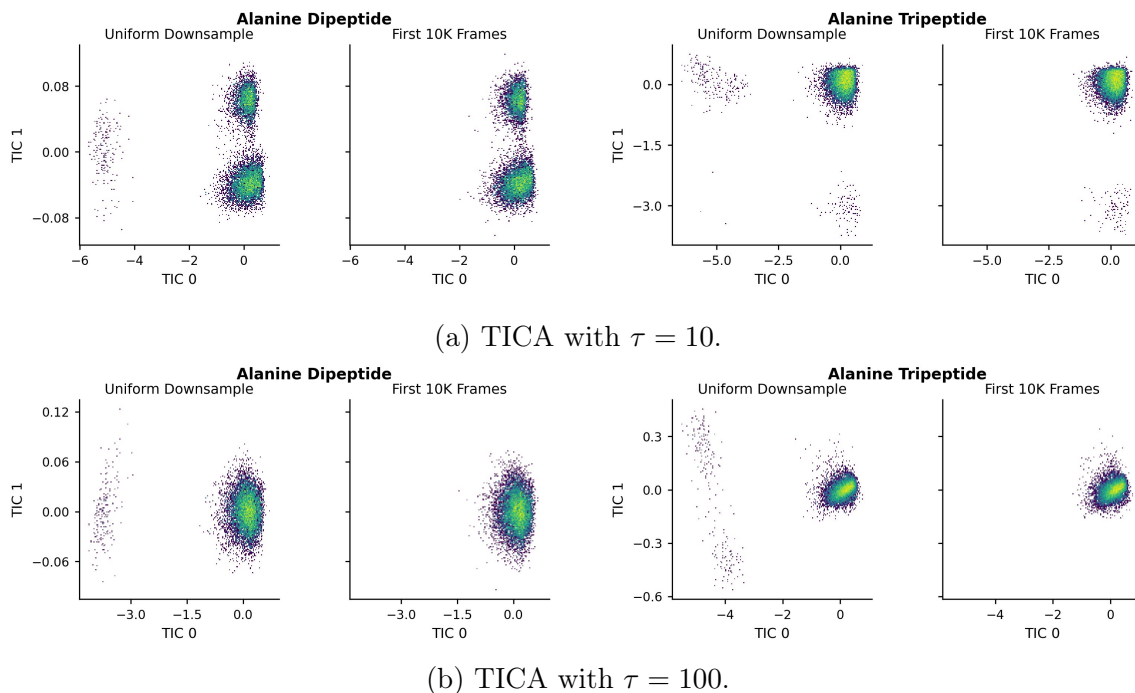 Alanine Dipeptide
Alanine Tripeptide
Uniform Downsample
First 10K Frames
Uniform Downsample
First 10K Frames
TIC 1
0.08
0.00
−0.08
−6
−4
−2
0
TIC 0
−6
−4
−2
0
TIC 0
TIC 1
0.0
−1.5
−3.0
−5.0
−2.5
0.0
TIC 0
−5.0
−2.5
0.0
TIC 0
(a) TICA with τ = 10.
Alanine Dipeptide
Alanine Tripeptide
Uniform Downsample
First 10K Frames
Uniform Downsample
First 10K Frames
TIC 1
0.12
0.06
0.00
−0.06
−3.0
−1.5
0.0
TIC 0
−3.0
−1.5
0.0
TIC 0
TIC 1
0.3
0.0
−0.3
−0.6
−4
−2
0
TIC 0
−4
−2
0
TIC 0
(b) TICA with τ = 100.